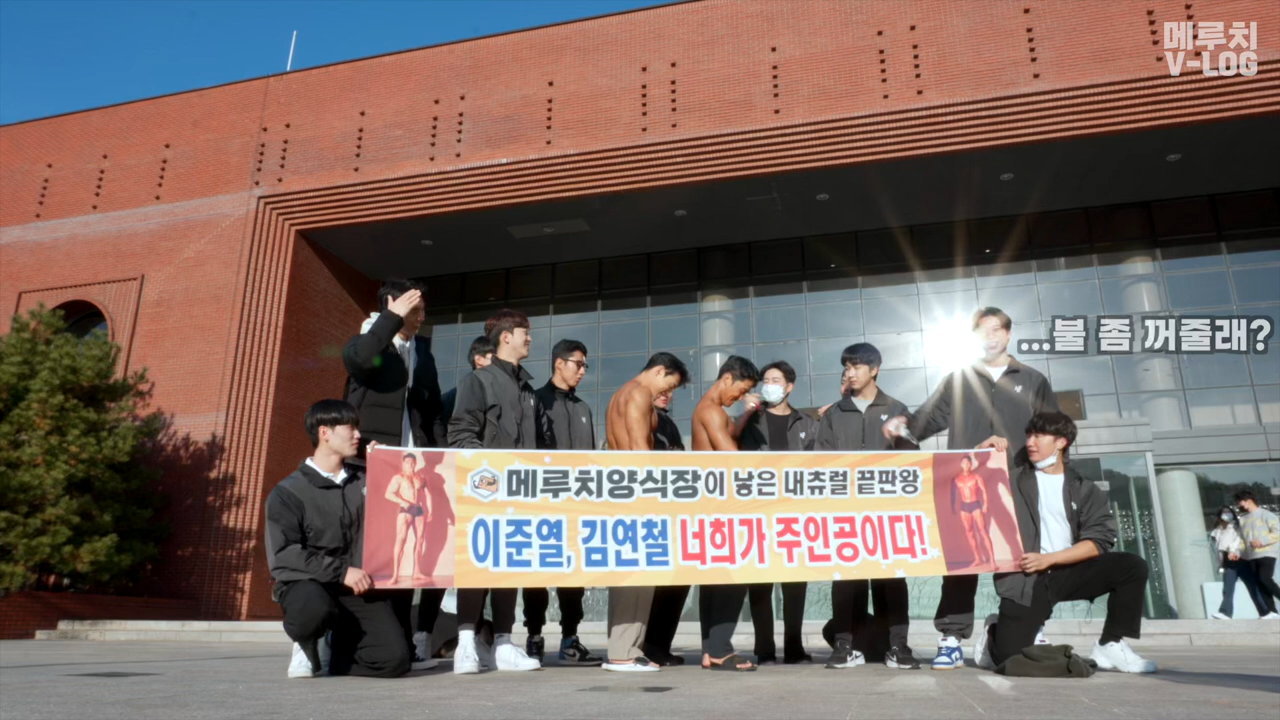 메루치
V-LOG
...불 좀 꺼줄래?
메루치양식장이 낳은 내츄럴 끝판왕
이준열, 김연철 너희가 주인공이다!